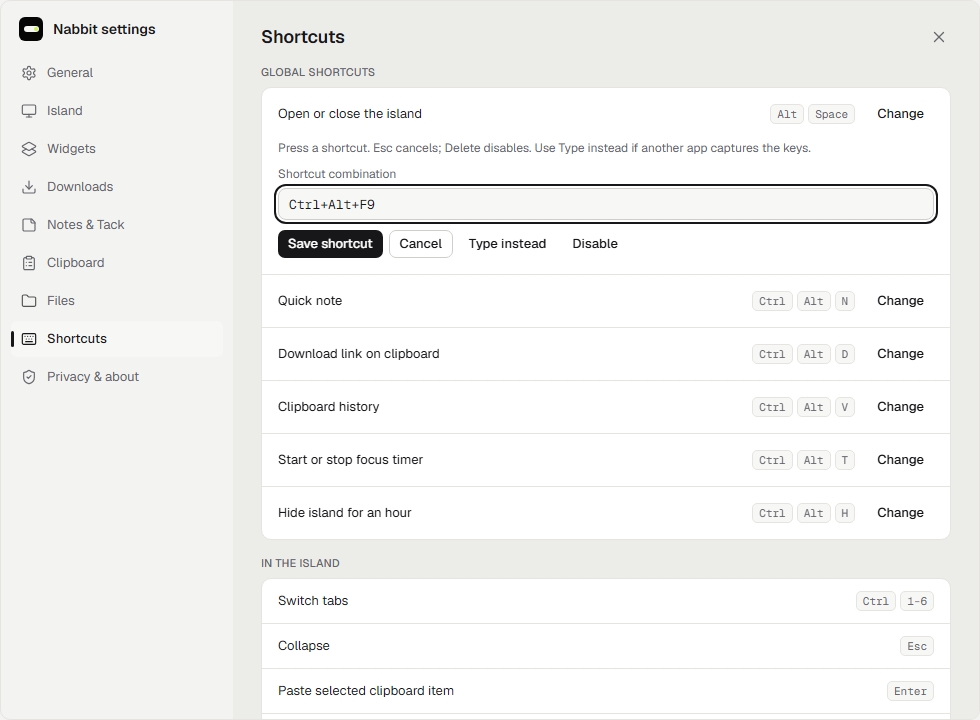 Nabbit settings
General
Island
Widgets
Downloads
Notes & Tack
Clipboard
Files
Shortcuts
Privacy & about
Shortcuts
GLOBAL SHORTCUTS
Open or close the island Alt Space Change
Press a shortcut. Esc cancels; Delete disables. Use Type instead if another app captures the keys.
Shortcut combination
Ctrl+Alt+F9
Save shortcut Cancel Type instead Disable
Quick note Ctrl Alt N Change
Download link on clipboard Ctrl Alt D Change
Clipboard history Ctrl Alt V Change
Start or stop focus timer Ctrl Alt T Change
Hide island for an hour Ctrl Alt H Change
IN THE ISLAND
Switch tabs Ctrl 1-6
Collapse Esc
Paste selected clipboard item Enter